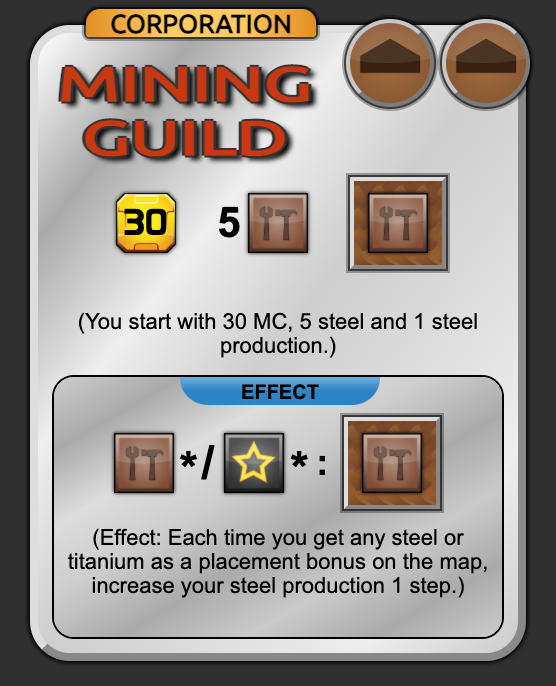 CORPORATION
MINING
GUILD
30 5
(You start with 30 MC, 5 steel and 1 steel
production.)
EFFECT
*/ * :
(Effect: Each time you get any steel or
titanium as a placement bonus on the map,
increase your steel production 1 step.)